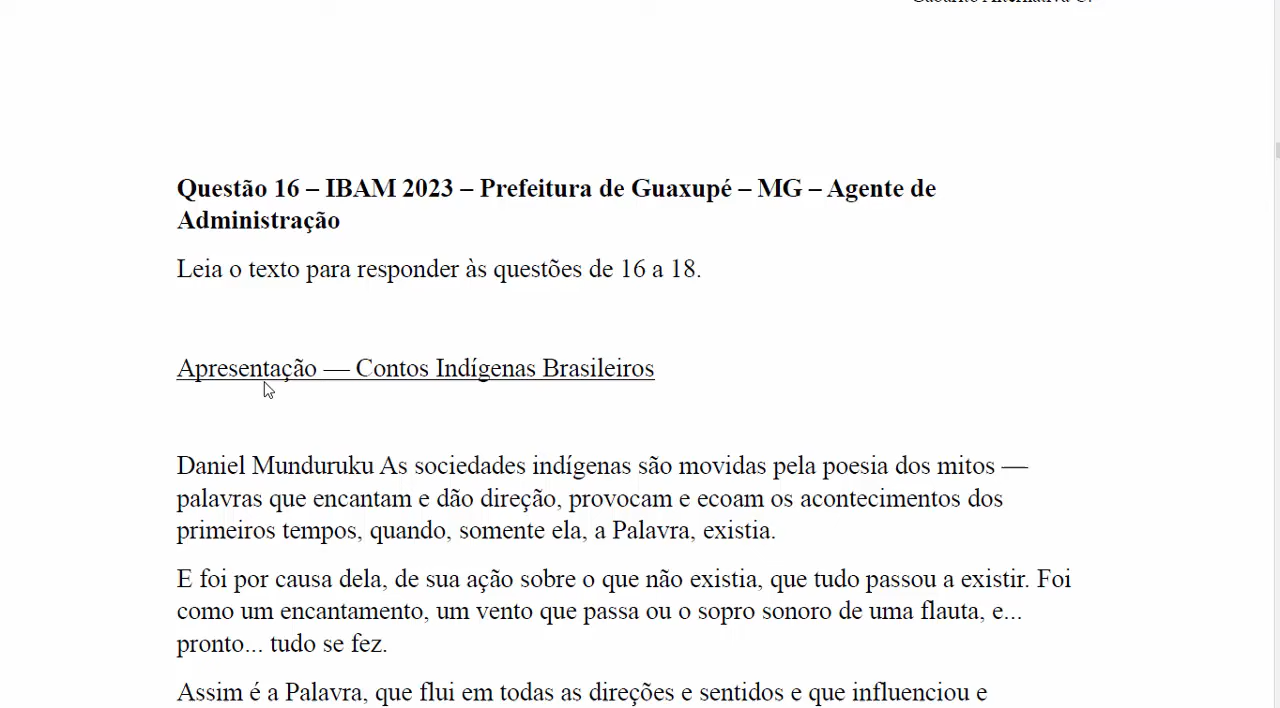 Questão 16 – IBAM 2023 – Prefeitura de Guaxupé – MG – Agente de
Administração
Leia o texto para responder às questões de 16 a 18.
Apresentação — Contos Indígenas Brasileiros
Daniel Munduruku As sociedades indígenas são movidas pela poesia dos mitos —
palavras que encantam e dão direção, provocam e ecoam os acontecimentos dos
primeiros tempos, quando, somente ela, a Palavra, existia.
E foi por causa dela, de sua ação sobre o que não existia, que tudo passou a existir. Foi
como um encantamento, um vento que passa ou o sopro sonoro de uma flauta, e...
pronto... tudo se fez.
Assim é a Palavra, que flui em todas as direções e sentidos e que influenciou e